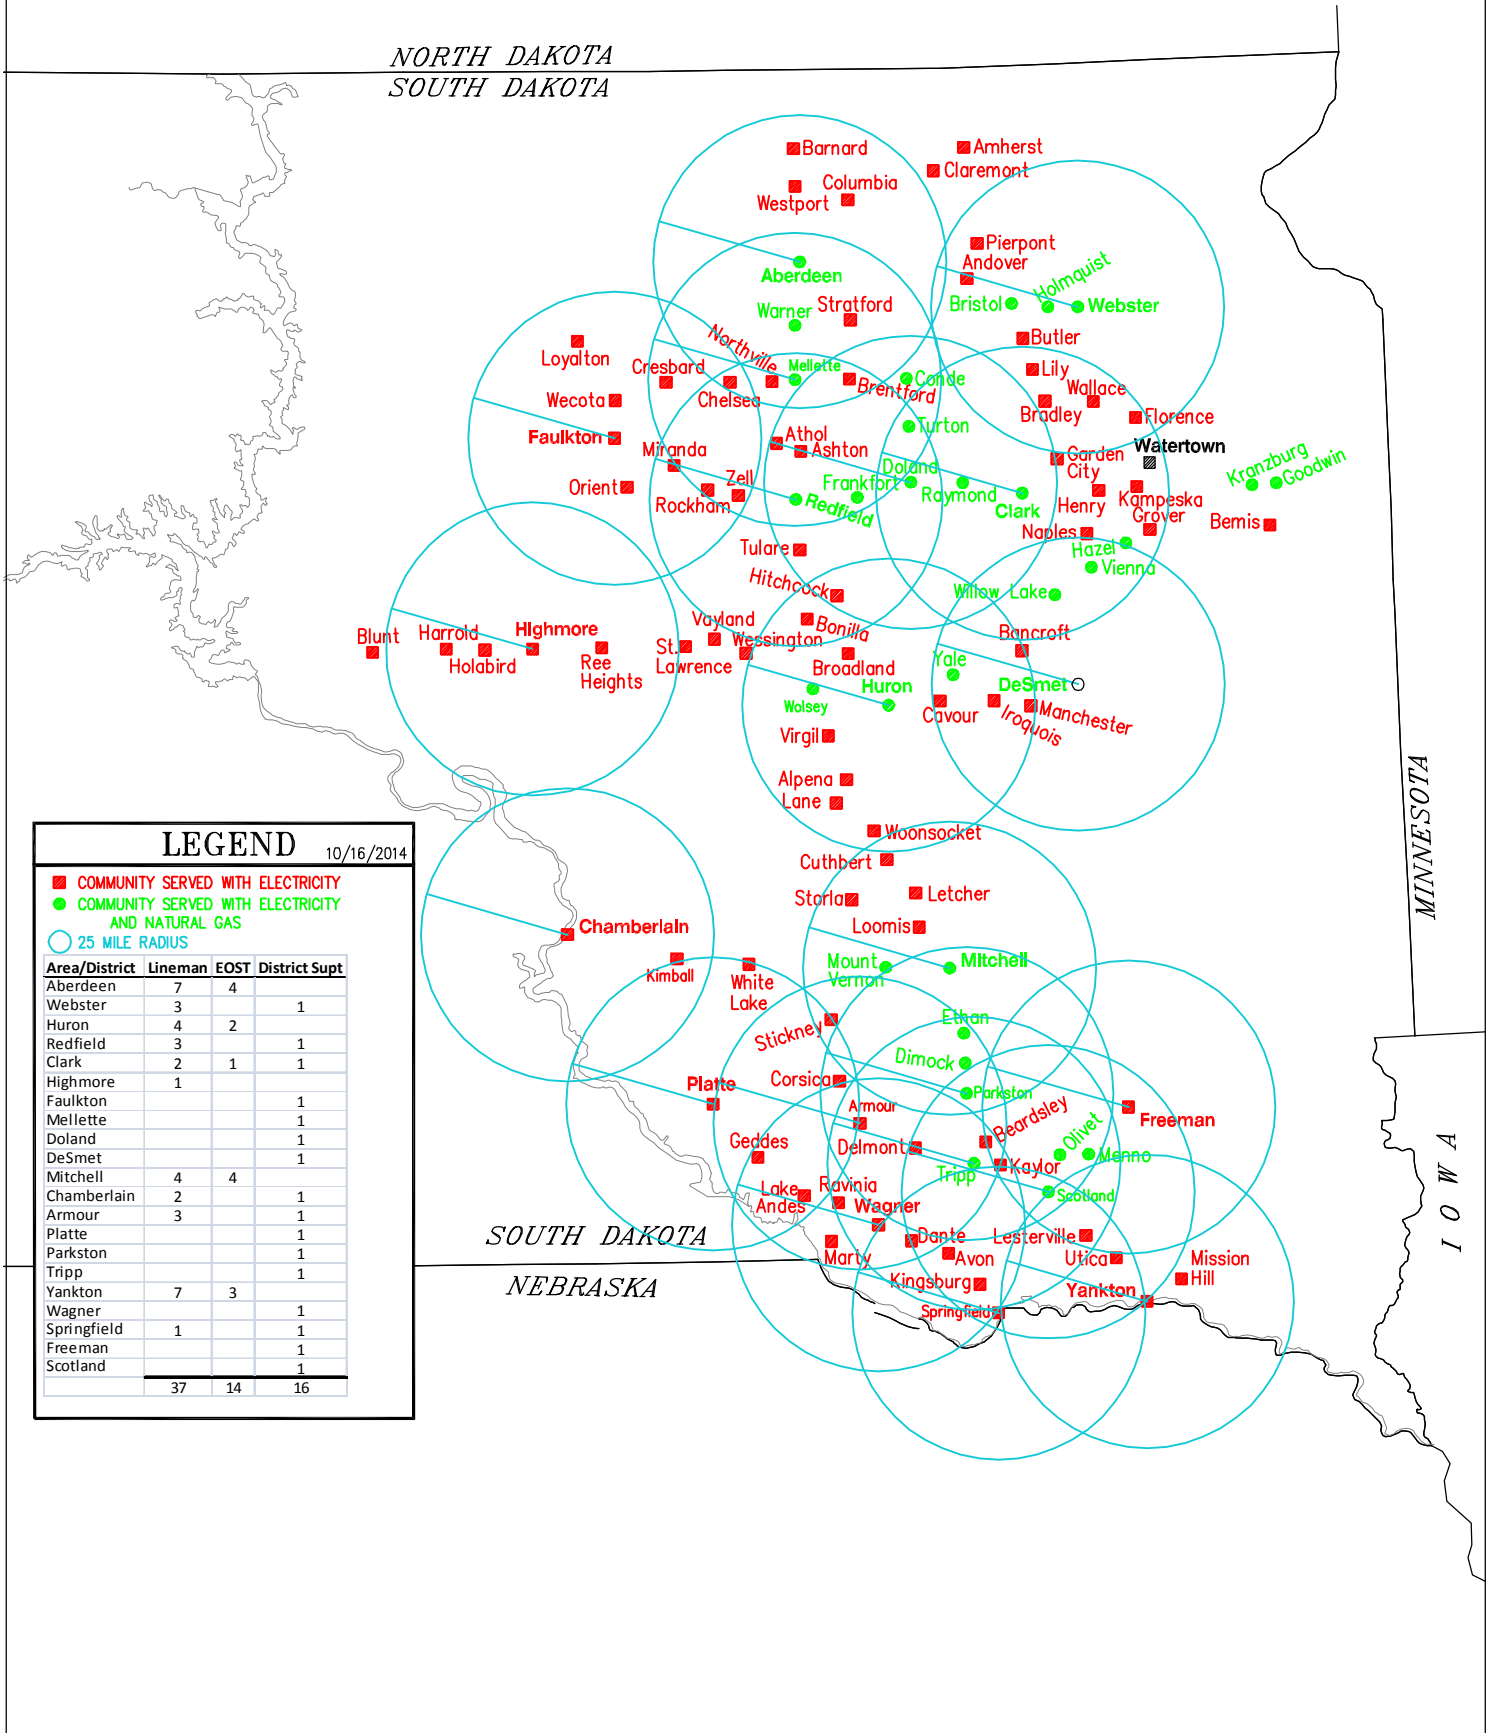 NORTH DAKOTA
SOUTH DAKOTA
Barnard
Amherst
Claremont
Columbia
Westport
Pierpont
Andover
Holmquist
Aberdeen
Bristol
Webster
Warner
Stratford
Butler
Northville
Loyalton
Cresbard
Mellette
Lily
Conde
Brentford
Wallace
Wecota
Chelsea
Bradley
Florence
Turton
Faulkton
Athol
Miranda
Ashton
Watertown
Garden
City
Kranzburg
Goodwin
Doland
Zell
Frankfort
Raymond
Orient
Rockham
Redfield
Clark
Henry
Kampeska
Grover
Bemis
Naples
Tulare
Hazel
Vienna
Hitchcock
Willow Lake
Vayland
Bonilla
Blunt
Harrold
Highmore
Wessington
Bancroft
Holabird
Ree
Heights
St.
Lawrence
Broadland
Yale
Huron
DeSmet
Wolsey
Cavour
Iroquois
Manchester
Virgil
Alpena
Lane
MINNESOTA
Woonsocket
Cuthbert
Storla
Letcher
Loomis
Chamberlain
Kimball
White
Lake
Mount
Vernon
Mitchell
Stickney
Ethan
Dimock
Corsica
Platte
Parkston
Armour
Beardsley
Freeman
Geddes
Delmont
Olivet
Menno
Kaylor
Tripp
Lake
Andes
Ravinia
Scotland
Wagner
IOWA
SOUTH DAKOTA
Marty
Dante
Lesterville
Avon
Utica
Mission
Hill
NEBRASKA
Kingsburg
Yankton
Springfield
LEGEND 10/16/2014
COMMUNITY SERVED WITH ELECTRICITY
COMMUNITY SERVED WITH ELECTRICITY
AND NATURAL GAS
25 MILE RADIUS
Area/District Lineman EOST District Supt
Aberdeen 7 4
Webster 3 1
Huron 4 2
Redfield 3 1
Clark 2 1 1
Highmore 1
Faulkton 1
Mellette 1
Doland 1
DeSmet 1
Mitchell 4 4
Chamberlain 2 1
Armour 3 1
Platte 1
Parkston 1
Tripp 1
Yankton 7 3
Wagner 1
Springfield 1 1
Freeman 1
Scotland 1
37 14 16